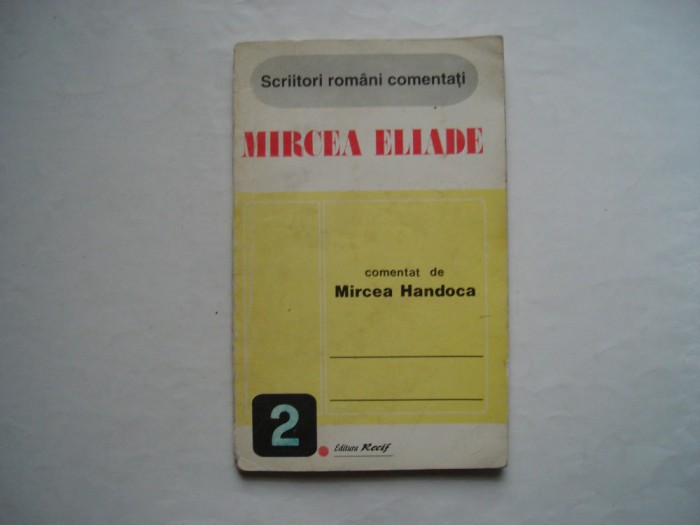 Scriitori români comentați
MIRCEA ELIADE
comentat de
Mircea Handoca
2
Editura Recif